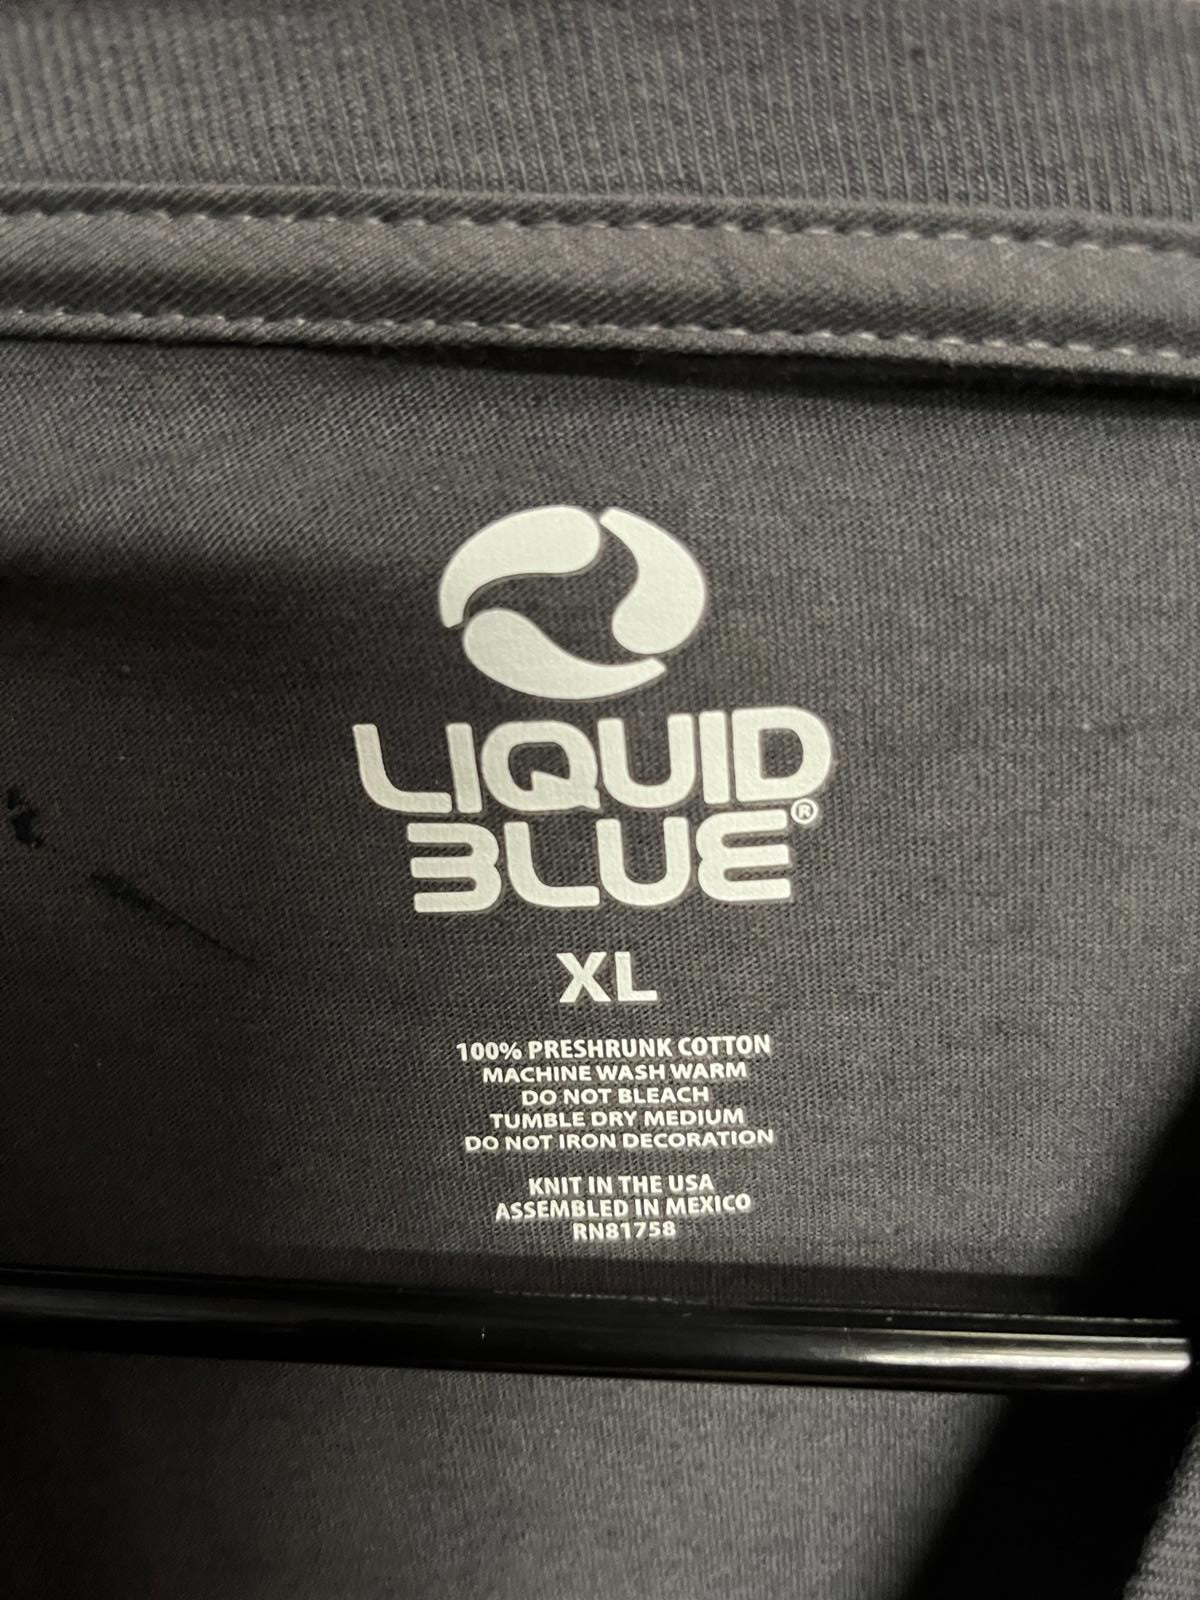 LIQUID
BLUE®
XL
100% PRESHRUNK COTTON
MACHINE WASH WARM
DO NOT BLEACH
TUMBLE DRY MEDIUM
DO NOT IRON DECORATION
KNIT IN THE USA
ASSEMBLED IN MEXICO
RN81758